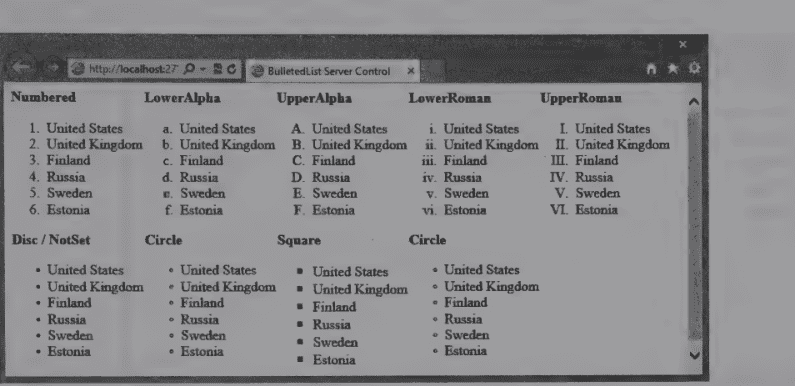 http://localhost:27 BulletedList Server Control
Numbered LowerAlpha UpperAlpha LowerRoman UpperRoman
1. United States a. United States A. United States i. United States I. United States
2. United Kingdom b. United Kingdom B. United Kingdom ii. United Kingdom II. United Kingdom
3. Finland c. Finland C. Finland iii. Finland III. Finland
4. Russia d. Russia D. Russia iv. Russia IV. Russia
5. Sweden e. Sweden E. Sweden v. Sweden V. Sweden
6. Estonia f. Estonia F. Estonia vi. Estonia VI. Estonia
Disc / NotSet Circle Square Circle
• United States ◦ United States ▪ United States ◦ United States
• United Kingdom ◦ United Kingdom ▪ United Kingdom ◦ United Kingdom
• Finland ◦ Finland ▪ Finland ◦ Finland
• Russia ◦ Russia ▪ Russia ◦ Russia
• Sweden ◦ Sweden ▪ Sweden ◦ Sweden
• Estonia ◦ Estonia ▪ Estonia ◦ Estonia